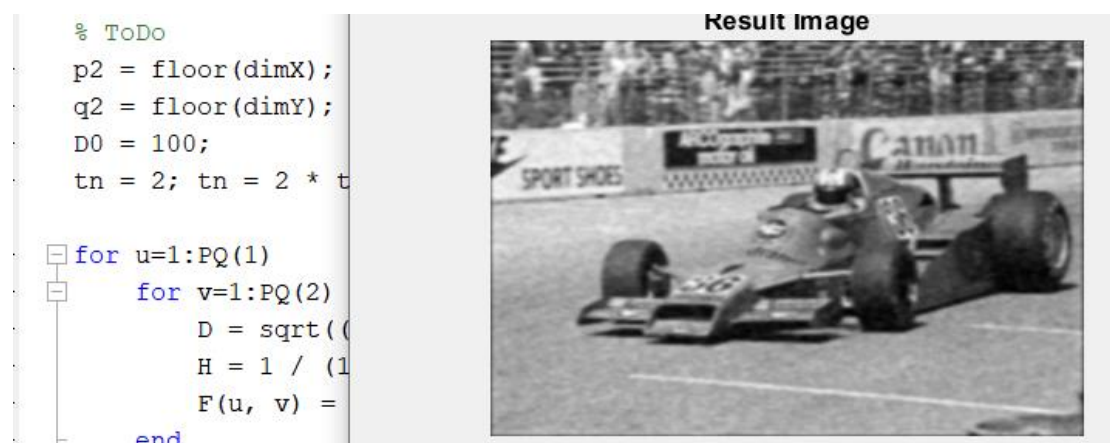 % ToDo
p2 = floor(dimX);
q2 = floor(dimY);
D0 = 100;
tn = 2; tn = 2 * t
for u=1:PQ(1)
for v=1:PQ(2)
D = sqrt((
H = 1 / (1
F(u, v) =
end
Result Image
SPORT SHOES
Canon